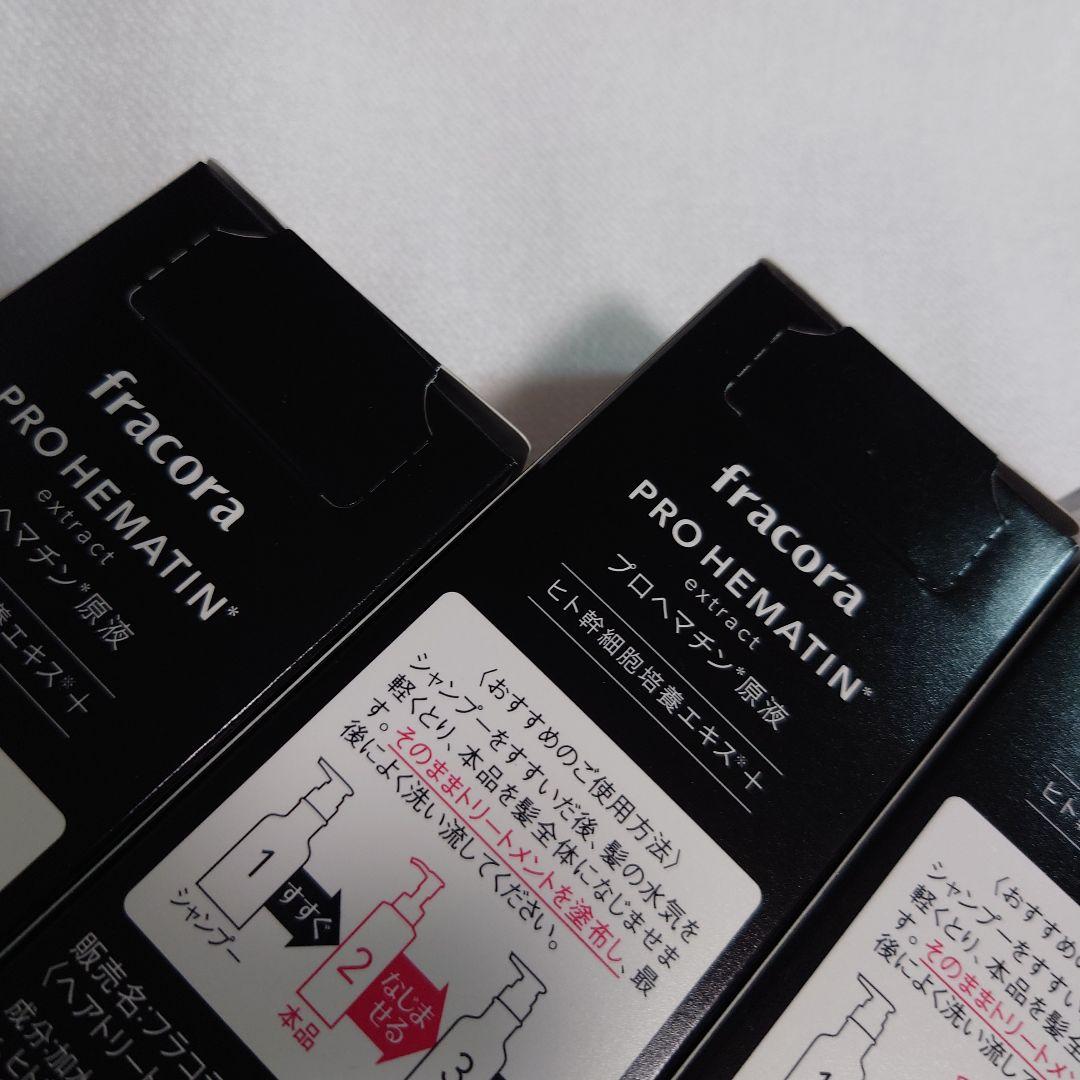 fracora
PRO HEMATIN*
extract
ヘマチン*原液
養エキス※＋
fracora
PRO HEMATIN*
extract
プロヘマチン*原液
ヒト幹細胞培養エキス※＋
〈おすすめのご使用方法〉
シャンプーをすすいだ後、髪の水気を
軽くとり、本品を髪全体になじませま
す。そのままトリートメントを塗布し、最
後によく洗い流してください。
1
シャンプー
すすぐ
2
本品
なじま
せる
3
販売名：フラコラ
〈ヘアトリート
成分加水
ヒト
ヒト
〈おすすめの
シャンプーをすすい
軽くとり、本品を髪全
す。そのままトリートメン
後によく洗い流して
1